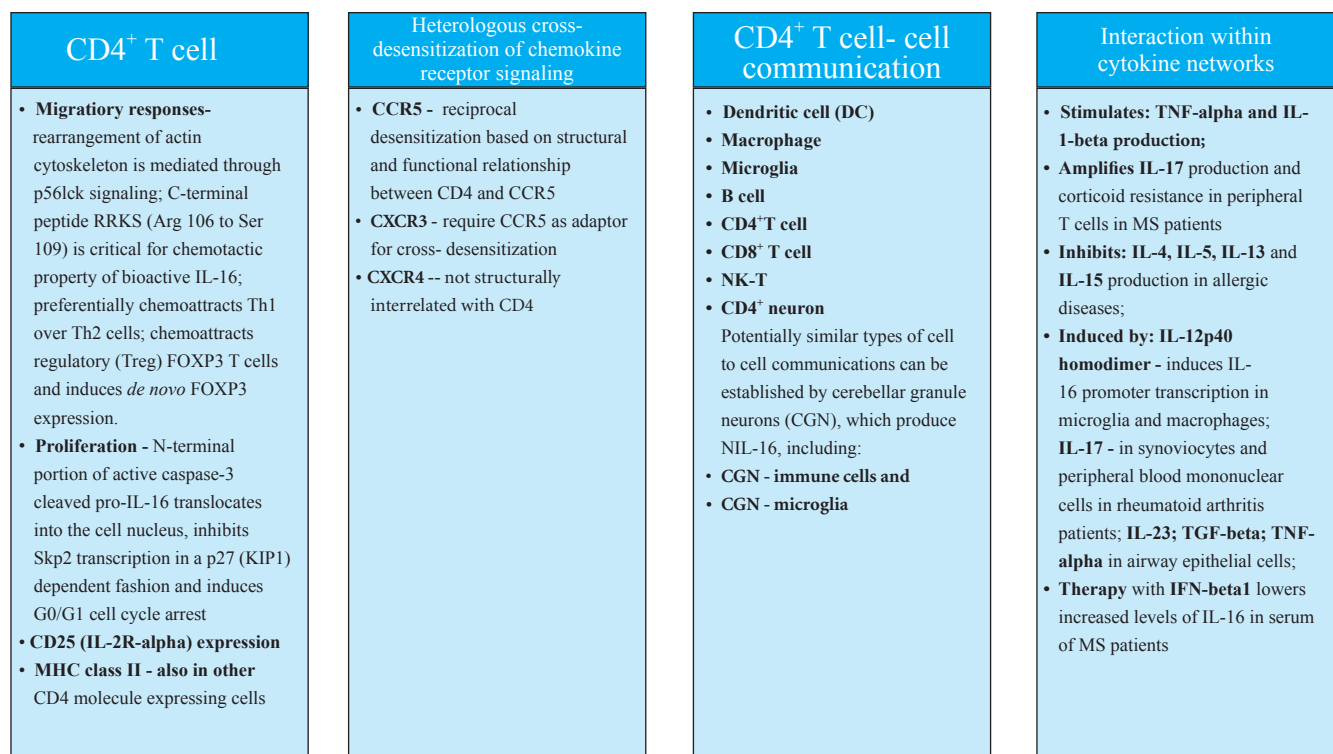 CD4+ T cell
• Migratiory responses-
rearrangement of actin
cytoskeleton is mediated through
p56lck signaling; C-terminal
peptide RRKS (Arg 106 to Ser
109) is critical for chemotactic
property of bioactive IL-16;
preferentially chemoattracts Th1
over Th2 cells; chemoattracts
regulatory (Treg) FOXP3 T cells
and induces de novo FOXP3
expression.
• Proliferation - N-terminal
portion of active caspase-3
cleaved pro-IL-16 translocates
into the cell nucleus, inhibits
Skp2 transcription in a p27 (KIP1)
dependent fashion and induces
G0/G1 cell cycle arrest
• CD25 (IL-2R-alpha) expression
• MHC class II - also in other
CD4 molecule expressing cells
Heterologous cross-
desensitization of chemokine
receptor signaling
• CCR5 - reciprocal
desensitization based on structural
and functional relationship
between CD4 and CCR5
• CXCR3 - require CCR5 as adaptor
for cross- desensitization
• CXCR4 -- not structurally
interrelated with CD4
CD4+ T cell- cell
communication
• Dendritic cell (DC)
• Macrophage
• Microglia
• B cell
• CD4+T cell
• CD8+ T cell
• NK-T
• CD4+ neuron
Potentially similar types of cell
to cell communications can be
established by cerebellar granule
neurons (CGN), which produce
NIL-16, including:
• CGN - immune cells and
• CGN - microglia
Interaction within
cytokine networks
• Stimulates: TNF-alpha and IL-
1-beta production;
• Amplifies IL-17 production and
corticoid resistance in peripheral
T cells in MS patients
• Inhibits: IL-4, IL-5, IL-13 and
IL-15 production in allergic
diseases;
• Induced by: IL-12p40
homodimer - induces IL-
16 promoter transcription in
microglia and macrophages;
IL-17 - in synoviocytes and
peripheral blood mononuclear
cells in rheumatoid arthritis
patients; IL-23; TGF-beta; TNF-
alpha in airway epithelial cells;
• Therapy with IFN-beta1 lowers
increased levels of IL-16 in serum
of MS patients